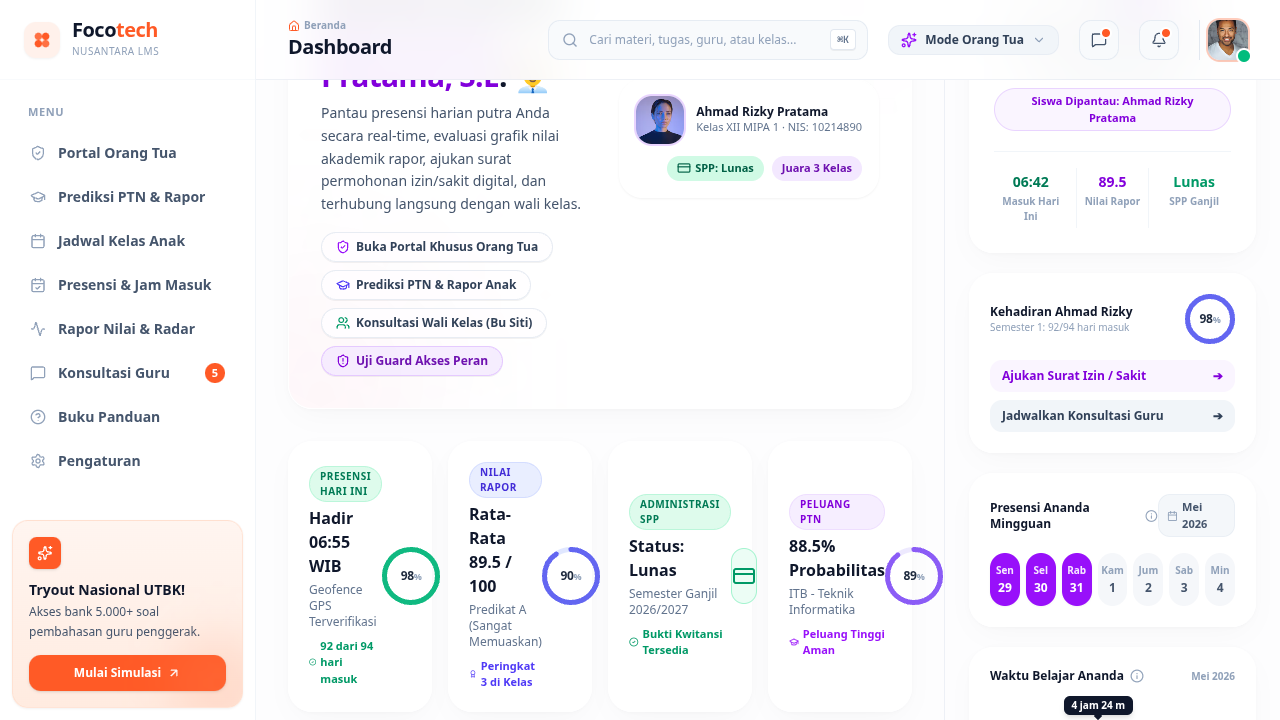 Focotech
NUSANTARA LMS
MENU
Portal Orang Tua
Prediksi PTN & Rapor
Jadwal Kelas Anak
Presensi & Jam Masuk
Rapor Nilai & Radar
Konsultasi Guru
5
Buku Panduan
Pengaturan
Tryout Nasional UTBK!
Akses bank 5.000+ soal
pembahasan guru penggerak.
Mulai Simulasi
Beranda
Dashboard
Cari materi, tugas, guru, atau kelas...
⌘K
Mode Orang Tua
Pratama, S.E.
Pantau presensi harian putra Anda
secara real-time, evaluasi grafik nilai
akademik rapor, ajukan surat
permohonan izin/sakit digital, dan
terhubung langsung dengan wali kelas.
Buka Portal Khusus Orang Tua
Prediksi PTN & Rapor Anak
Konsultasi Wali Kelas (Bu Siti)
Uji Guard Akses Peran
Ahmad Rizky Pratama
Kelas XII MIPA 1 · NIS: 10214890
SPP: Lunas
Juara 3 Kelas
PRESENSI
HARI INI
Hadir
06:55
WIB
Geofence
GPS
Terverifikasi
92 dari 94
hari
masuk
98%
NILAI
RAPOR
Rata-
Rata
89.5 /
100
Predikat A
(Sangat
Memuaskan)
Peringkat
3 di Kelas
90%
ADMINISTRASI
SPP
Status:
Lunas
Semester Ganjil
2026/2027
Bukti Kwitansi
Tersedia
PELUANG
PTN
88.5%
Probabilitas
ITB - Teknik
Informatika
Peluang Tinggi
Aman
89%
Siswa Dipantau: Ahmad Rizky
Pratama
06:42
Masuk Hari
Ini
89.5
Nilai Rapor
Lunas
SPP Ganjil
Kehadiran Ahmad Rizky
Semester 1: 92/94 hari masuk
98%
Ajukan Surat Izin / Sakit ➔
Jadwalkan Konsultasi Guru ➔
Presensi Ananda
Mingguan
Mei
2026
Sen Sel Rab Kam Jum Sab Min
29 30 31 1 2 3 4
Waktu Belajar Ananda
Mei 2026
4 jam 24 m